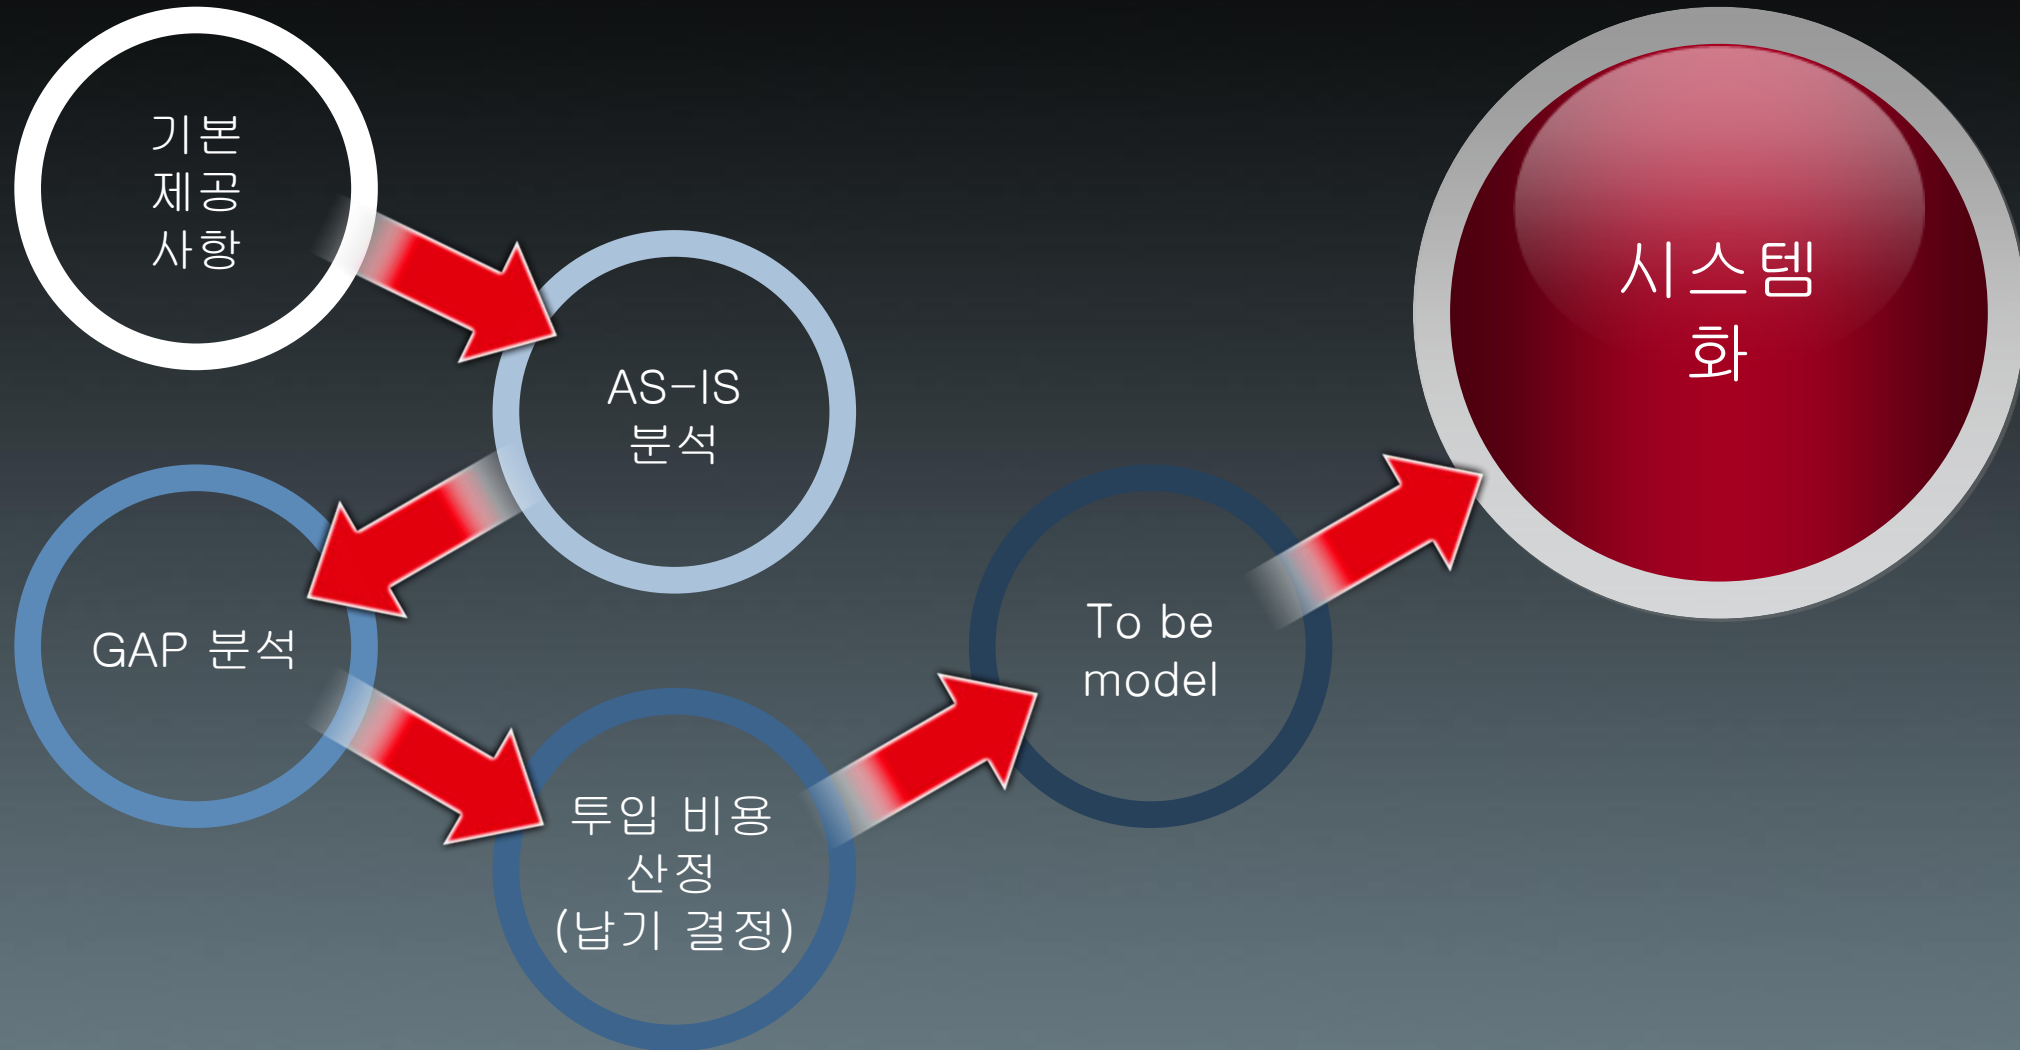 기본
제공
사항
AS-IS
분석
GAP 분석
투입 비용
산정
(납기 결정)
To be
model
시스템
화